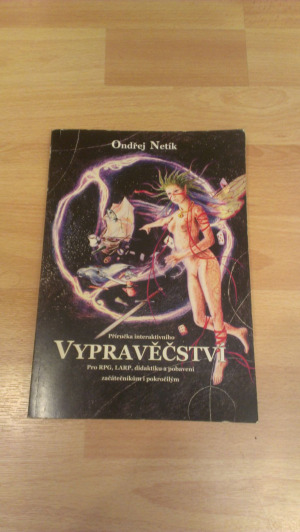 Ondřej Netík
Příručka interaktivního
VYPRAVĚČSTVÍ
Pro RPG, LARP, didaktiku a pobavení
začátečníkům i pokročilým